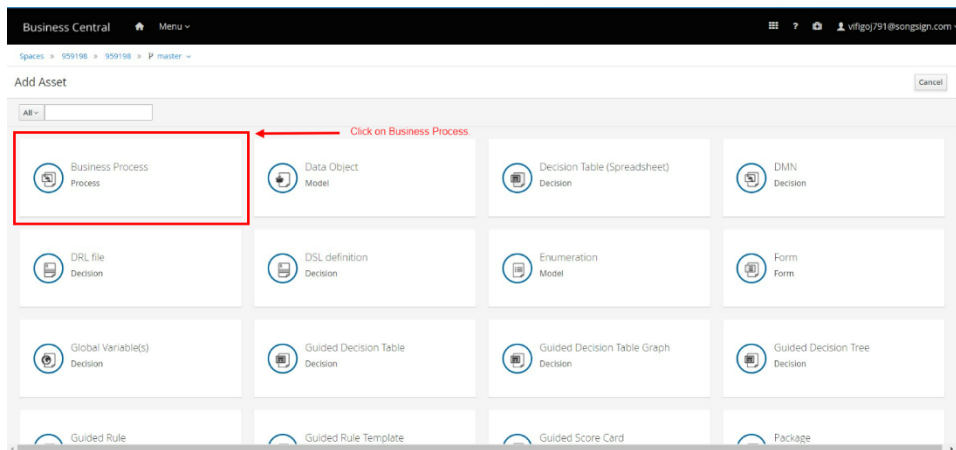 Business Central Menu ? vifigoj791@songsign.com
Spaces » 959198 » 959198 » master
Add Asset Cancel
All
Click on Business Process.
Business Process Data Object Decision Table (Spreadsheet) DMN
Process Model Decision Decision
DRL file DSL definition Enumeration Form
Decision Decision Model Form
Global Variable(s) Guided Decision Table Guided Decision Table Graph Guided Decision Tree
Decision Decision Decision Decision
Guided Rule Guided Rule Template Guided Score Card Package